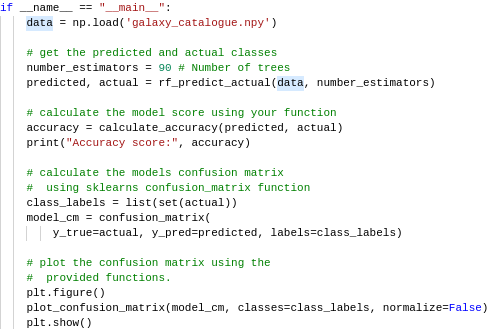 if __name__ == "__main__":
    data = np.load('galaxy_catalogue.npy')

    # get the predicted and actual classes
    number_estimators = 90 # Number of trees
    predicted, actual = rf_predict_actual(data, number_estimators)

    # calculate the model score using your function
    accuracy = calculate_accuracy(predicted, actual)
    print("Accuracy score:", accuracy)

    # calculate the models confusion matrix
    #  using sklearns confusion_matrix function
    class_labels = list(set(actual))
    model_cm = confusion_matrix(
        y_true=actual, y_pred=predicted, labels=class_labels)

    # plot the confusion matrix using the
    #  provided functions.
    plt.figure()
    plot_confusion_matrix(model_cm, classes=class_labels, normalize=False)
    plt.show()